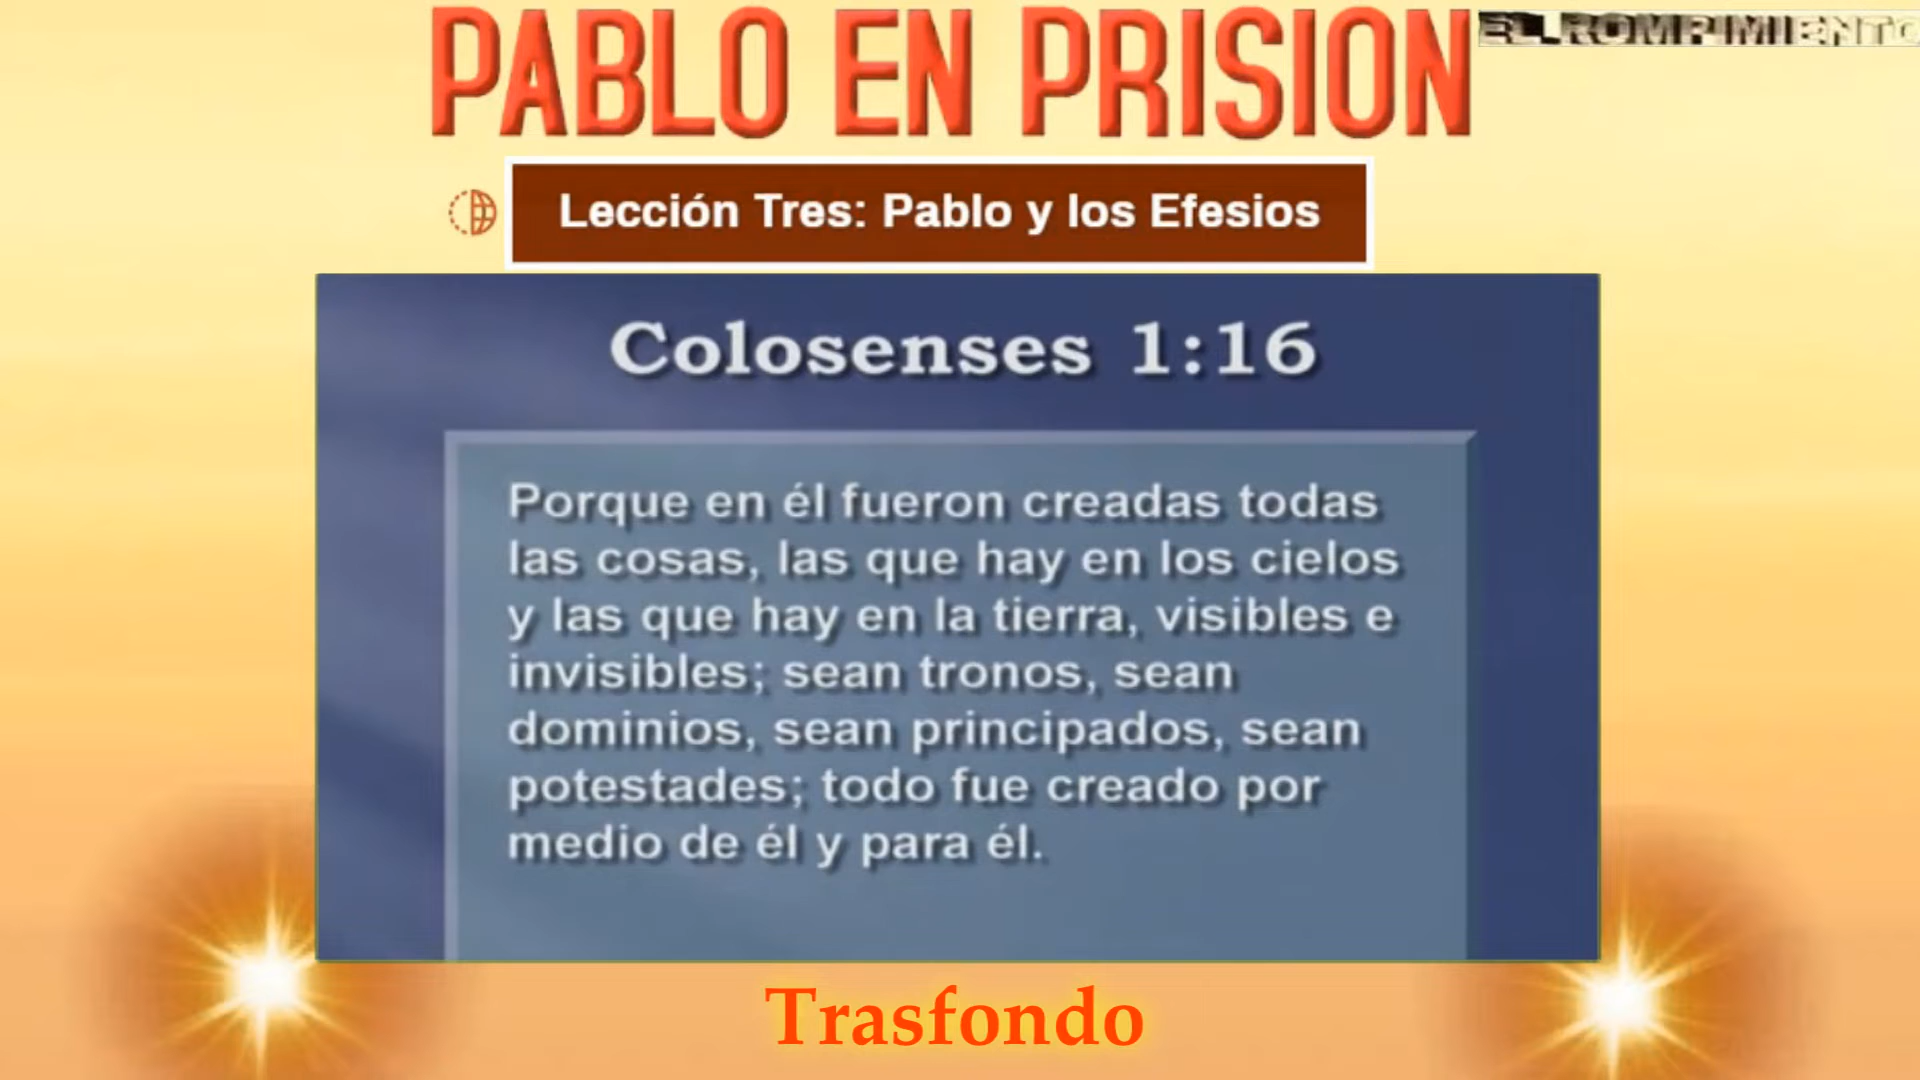 PABLO EN PRISION
EL ROMPIMIENTO
Lección Tres: Pablo y los Efesios
Colosenses 1:16
Porque en él fueron creadas todas
las cosas, las que hay en los cielos
y las que hay en la tierra, visibles e
invisibles; sean tronos, sean
dominios, sean principados, sean
potestades; todo fue creado por
medio de él y para él.
Trasfondo